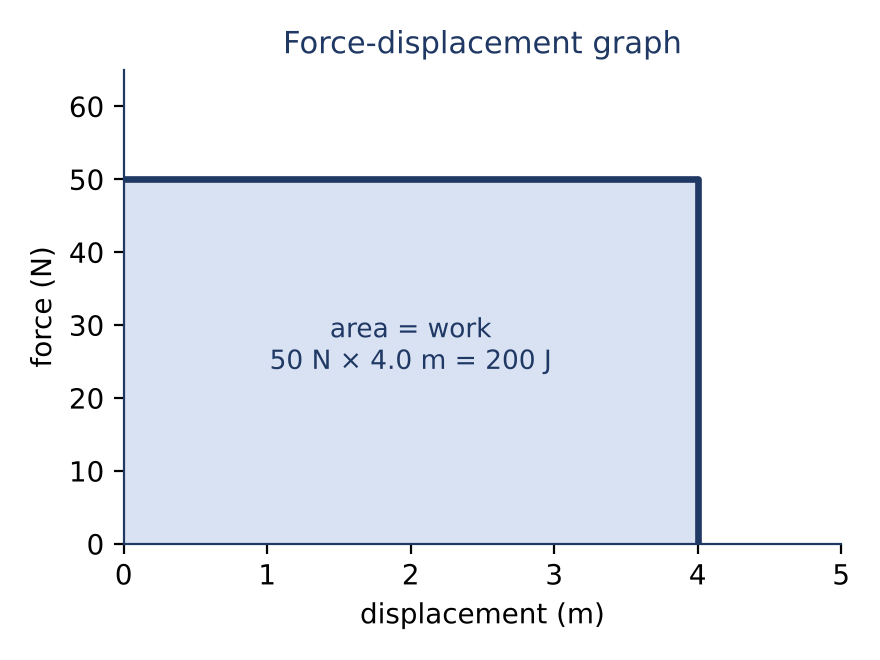 Force-displacement graph
force (N)
60
50
40
30
20
10
0
area = work
50 N × 4.0 m = 200 J
0 1 2 3 4 5
displacement (m)